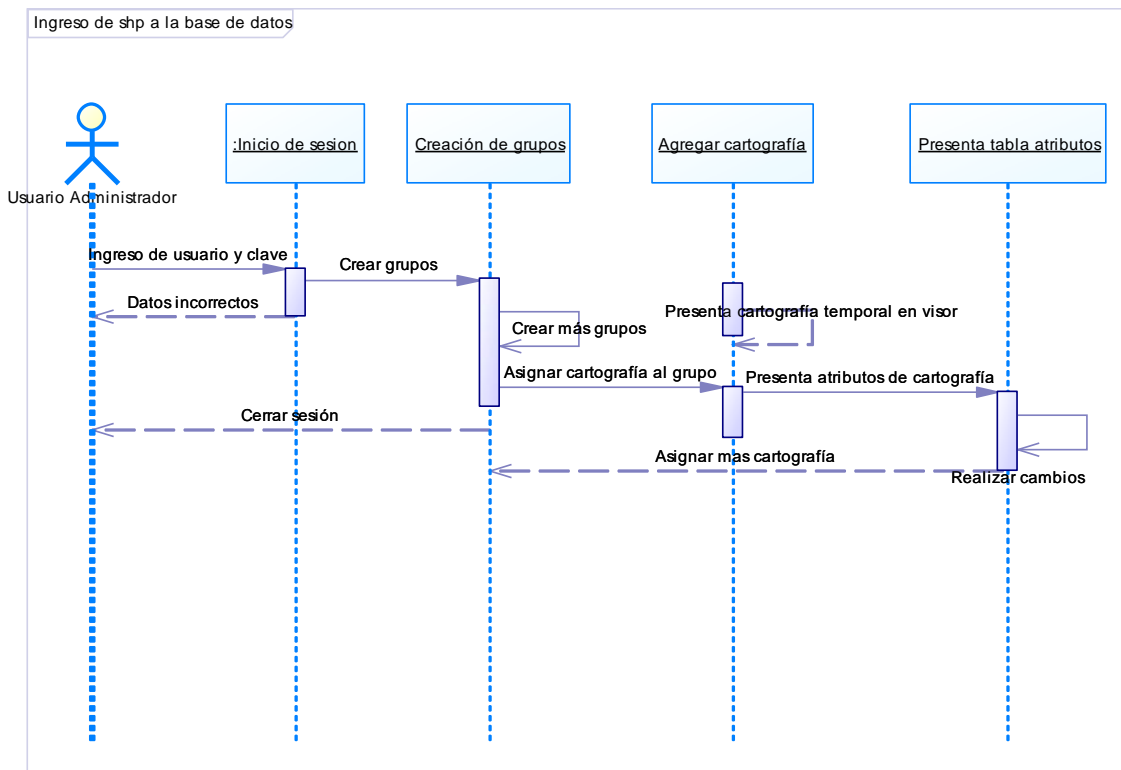 Ingreso de shp a la base de datos
:Inicio de sesion
Creación de grupos
Agregar cartografía
Presenta tabla atributos
Usuario Administrador
Ingreso de usuario y clave
Crear grupos
Datos incorrectos
Presenta cartografía temporal en visor
Crear más grupos
Asignar cartografía al grupo
Presenta atributos de cartografía
Cerrar sesión
Asignar mas cartografía
Realizar cambios